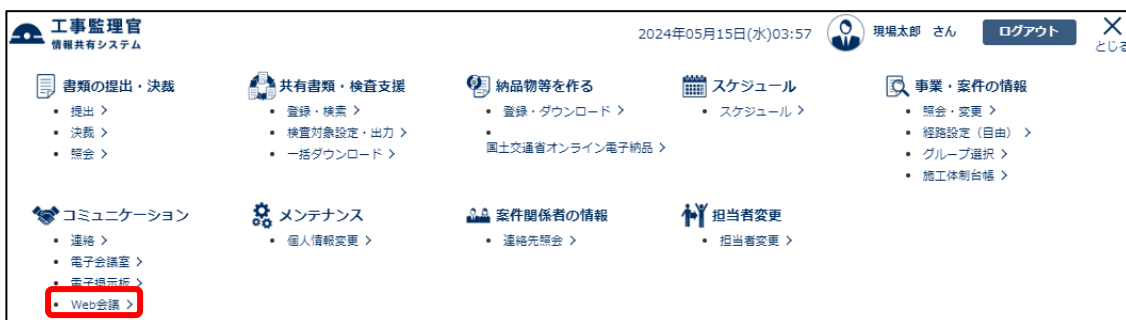 工事監理官
情報共有システム
2024年05月15日(水)03:57
現場太郎 さん
ログアウト
とじる
書類の提出・決裁
提出 >
決裁 >
照会 >
共有書類・検査支援
登録・検索 >
検査対象設定・出力 >
一括ダウンロード >
納品物等を作る
登録・ダウンロード >
国土交通省オンライン電子納品 >
スケジュール
スケジュール >
事業・案件の情報
照会・変更 >
経路設定（自由） >
グループ選択 >
施工体制台帳 >
コミュニケーション
連絡 >
電子会議室 >
電子掲示板 >
Web会議 >
メンテナンス
個人情報変更 >
案件関係者の情報
連絡先照会 >
担当者変更
担当者変更 >